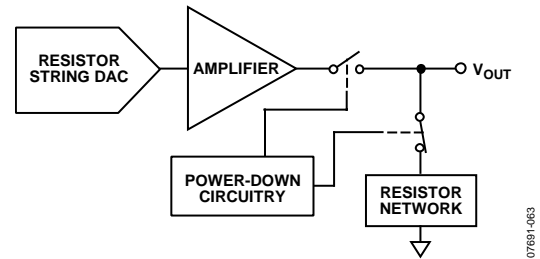 RESISTOR
STRING DAC
AMPLIFIER
VOUT
POWER-DOWN
CIRCUITRY
RESISTOR
NETWORK
07691-063